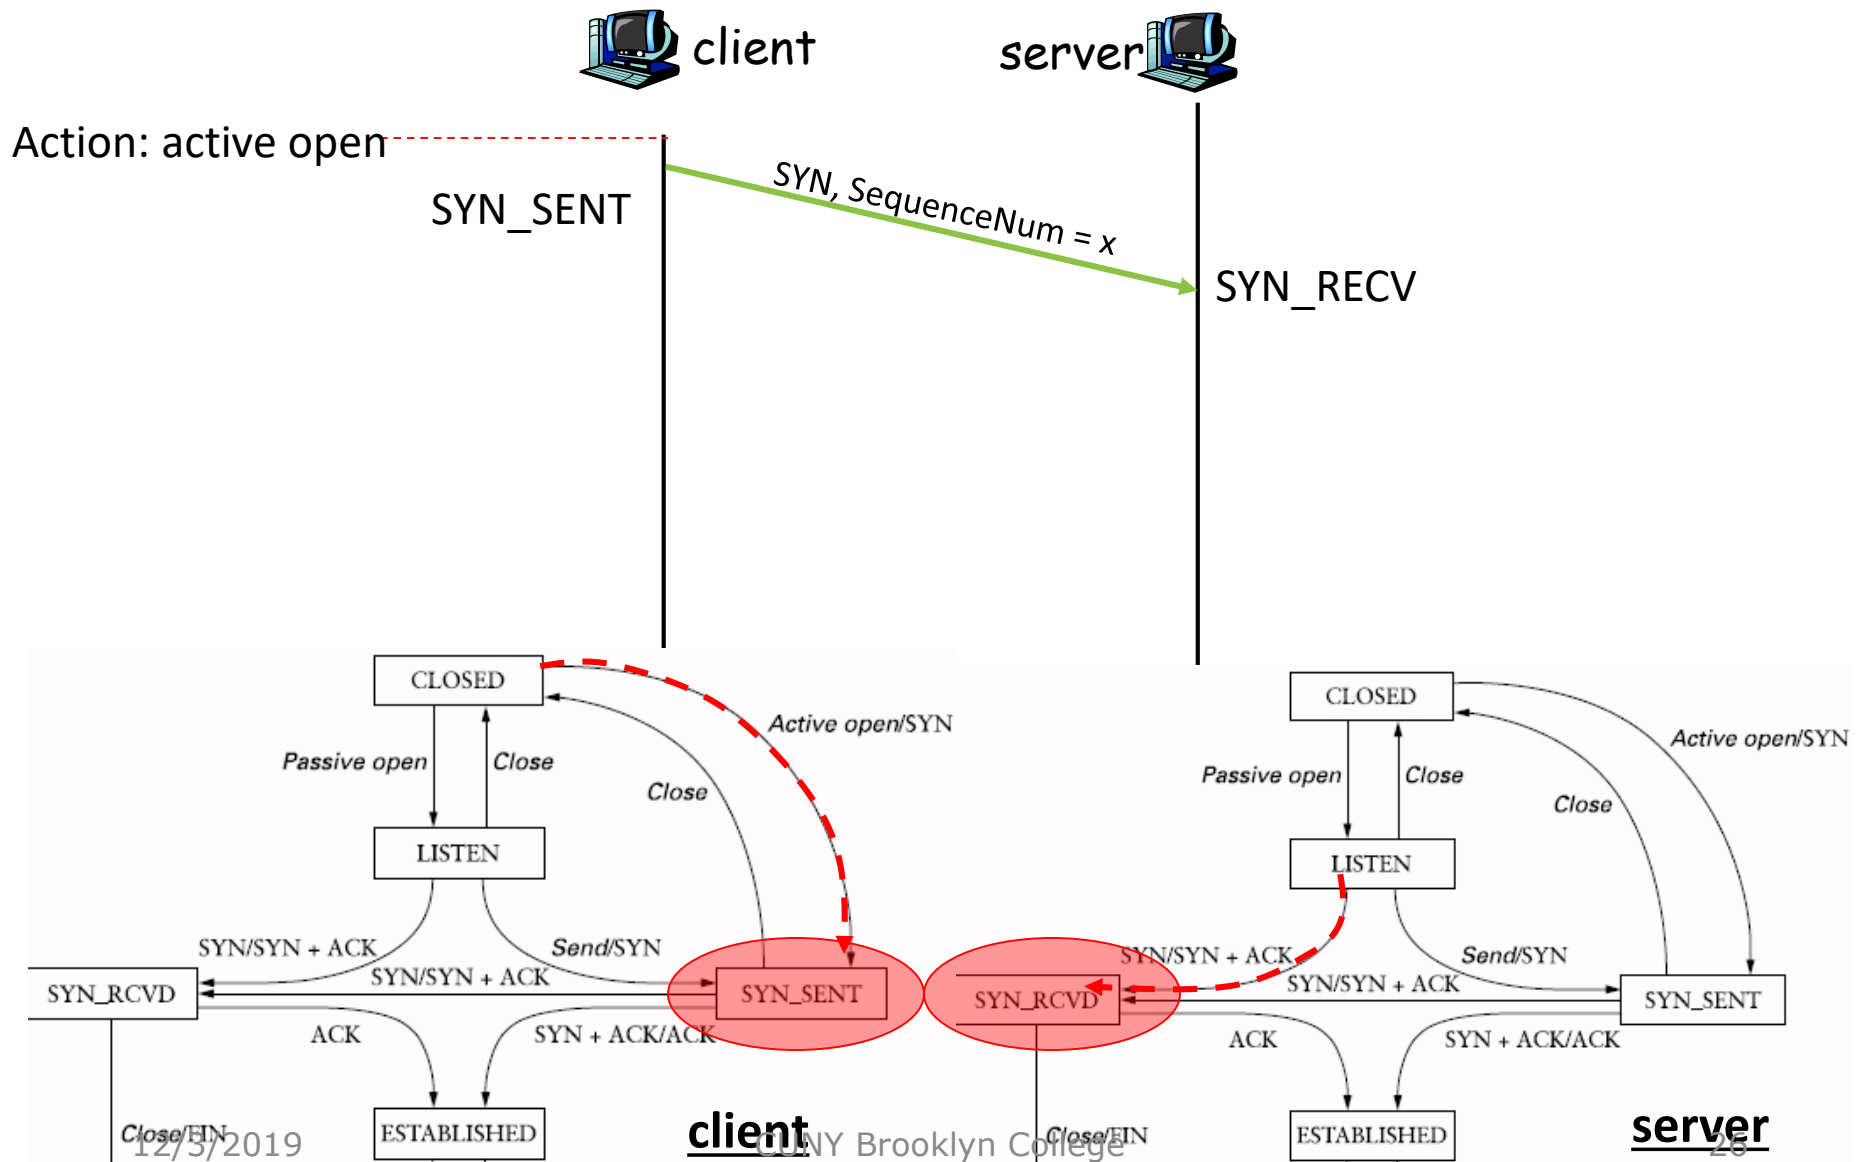 client
server
Action: active open
SYN, SequenceNum = x
SYN_SENT
SYN_RECV
CLOSED
Active open/SYN
Passive open
Close
Close
LISTEN
SYN/SYN + ACK
Send/SYN
SYN/SYN + ACK
SYN_RCVD
SYN_SENT
ACK
SYN + ACK/ACK
Close/FIN
ESTABLISHED
client
CLOSED
Active open/SYN
Passive open
Close
Close
LISTEN
SYN/SYN + ACK
Send/SYN
SYN/SYN + ACK
SYN_RCVD
SYN_SENT
ACK
SYN + ACK/ACK
Close/FIN
ESTABLISHED
server
12/3/2019
CUNY Brooklyn College
26